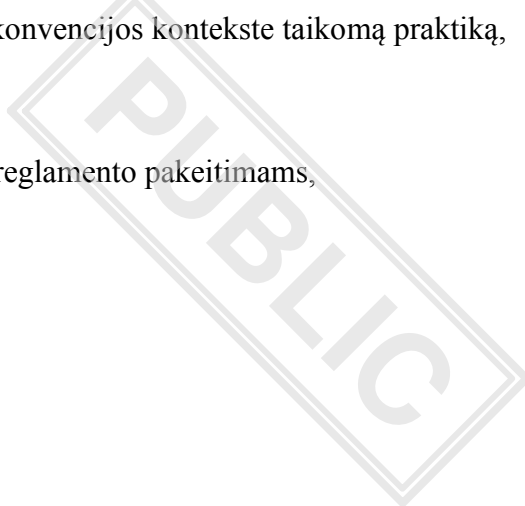 konvencijos kontekste taikomą praktiką,
reglamento pakeitimams,
PUBLIC